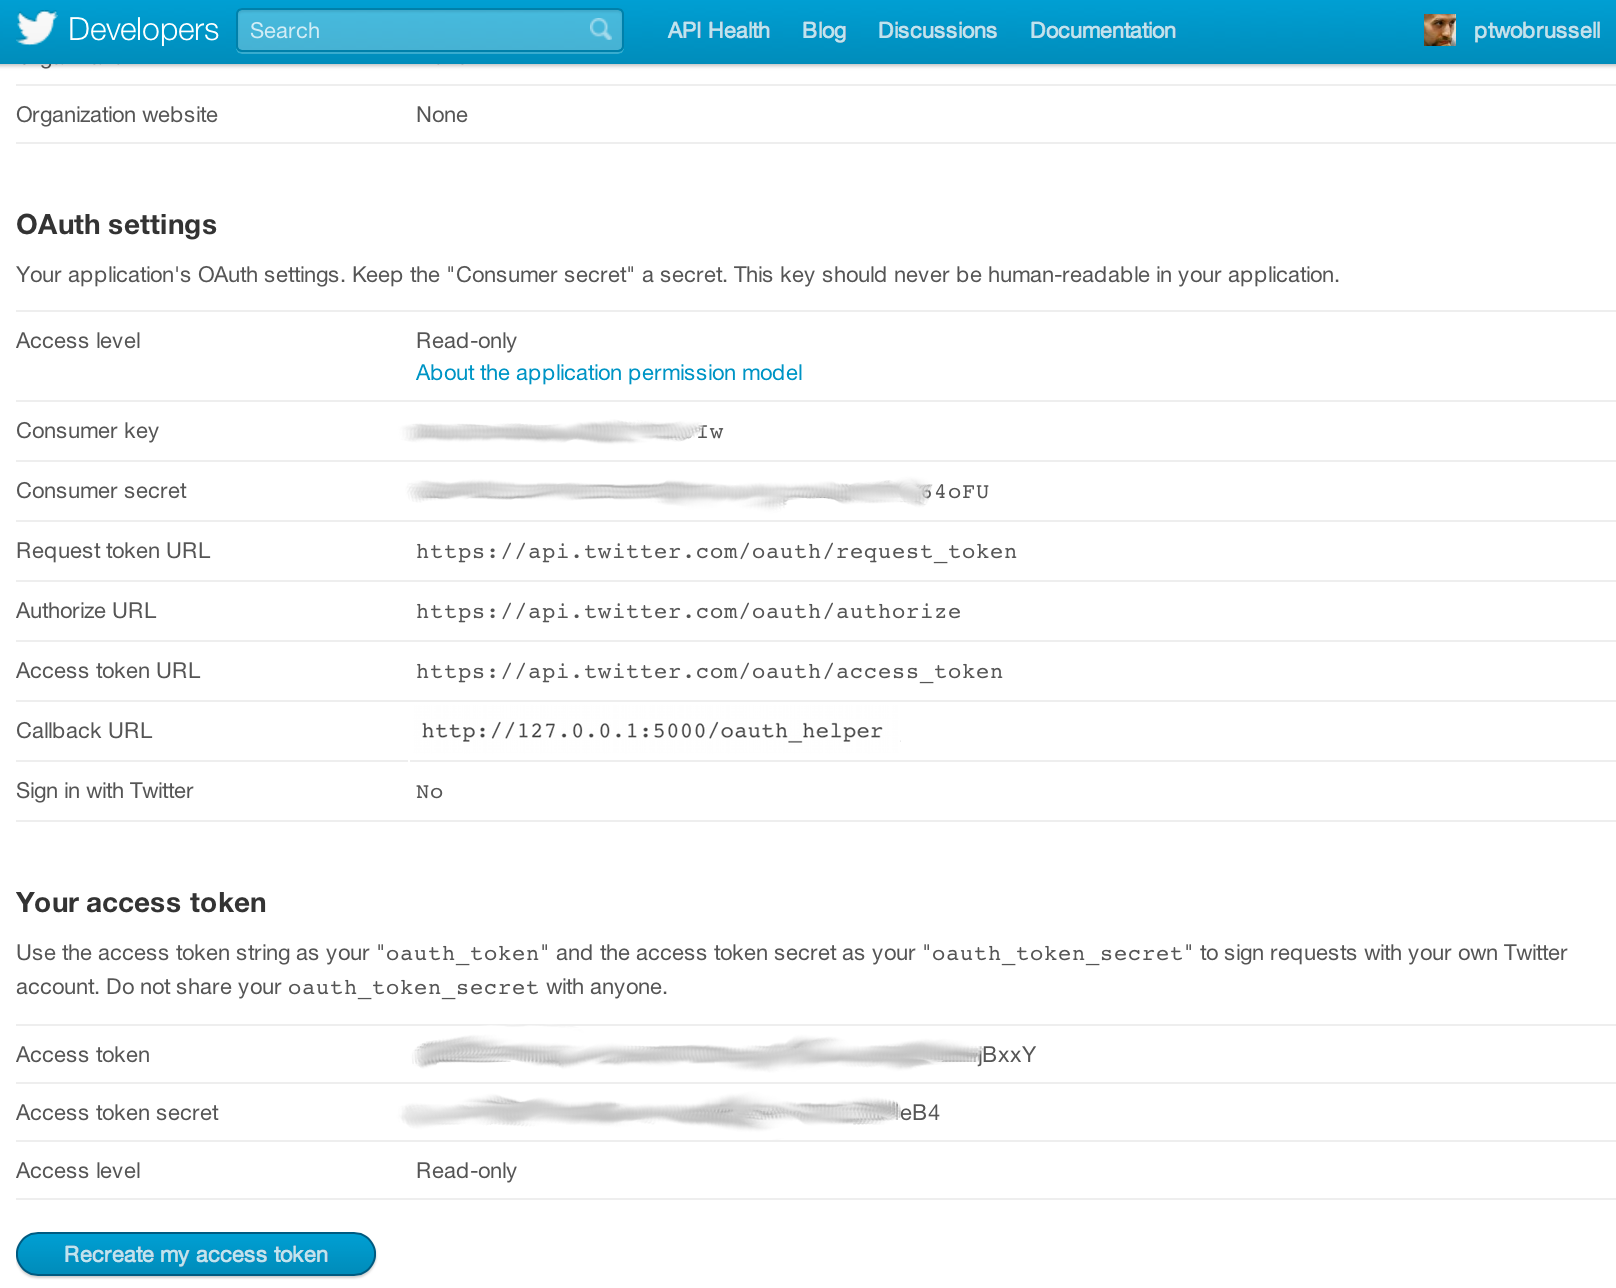 Developers Search API Health Blog Discussions Documentation ptwobrussell
Organization website None
OAuth settings
Your application's OAuth settings. Keep the "Consumer secret" a secret. This key should never be human-readable in your application.
Access level Read-only
About the application permission model
Consumer key Iw
Consumer secret 4oFU
Request token URL https://api.twitter.com/oauth/request_token
Authorize URL https://api.twitter.com/oauth/authorize
Access token URL https://api.twitter.com/oauth/access_token
Callback URL http://127.0.0.1:5000/oauth_helper
Sign in with Twitter No
Your access token
Use the access token string as your "oauth_token" and the access token secret as your "oauth_token_secret" to sign requests with your own Twitter
account. Do not share your oauth_token_secret with anyone.
Access token jBxxY
Access token secret eB4
Access level Read-only
Recreate my access token